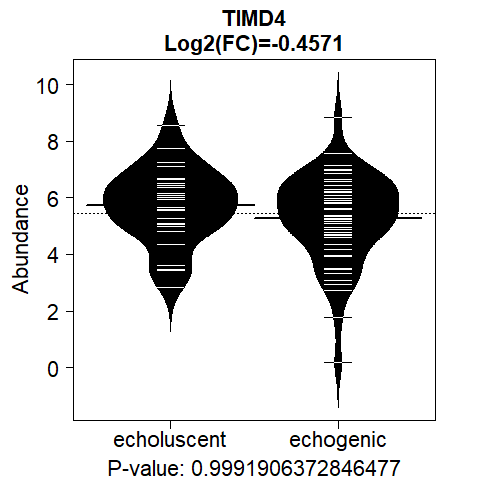 TIMD4
Log2(FC)=-0.4571
Abundance
10
8
6
4
2
0
echoluscent echogenic
P-value: 0.9991906372846477